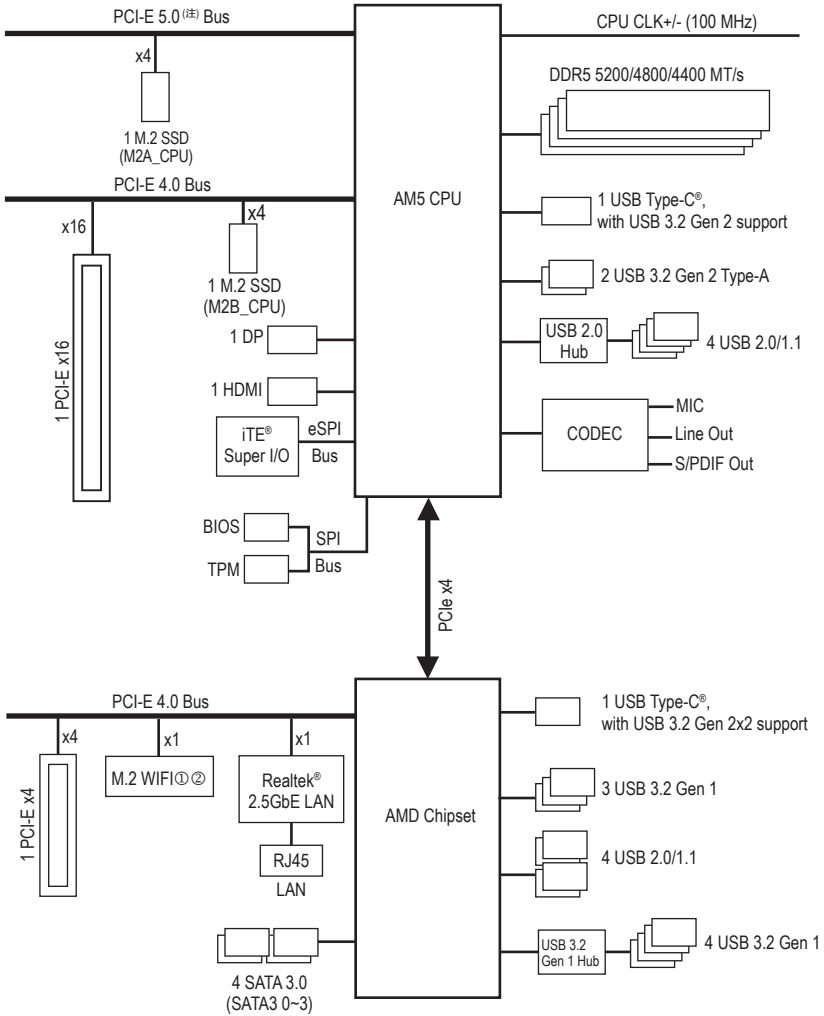 PCI-E 5.0 (注) Bus
CPU CLK+/- (100 MHz)
x4
DDR5 5200/4800/4400 MT/s
1 M.2 SSD
(M2A_CPU)
PCI-E 4.0 Bus
AM5 CPU
1 USB Type-C®,
with USB 3.2 Gen 2 support
x16
x4
1 M.2 SSD
(M2B_CPU)
2 USB 3.2 Gen 2 Type-A
1 DP
USB 2.0
Hub
4 USB 2.0/1.1
1 PCI-E x16
1 HDMI
iTE®
Super I/O
eSPI
Bus
CODEC
MIC
Line Out
S/PDIF Out
BIOS
TPM
SPI
Bus
PCIe x4
PCI-E 4.0 Bus
1 USB Type-C®,
with USB 3.2 Gen 2x2 support
x4
x1
x1
1 PCI-E x4
M.2 WIFI①②
Realtek®
2.5GbE LAN
AMD Chipset
3 USB 3.2 Gen 1
RJ45
LAN
4 USB 2.0/1.1
4 SATA 3.0
(SATA3 0~3)
USB 3.2
Gen 1 Hub
4 USB 3.2 Gen 1